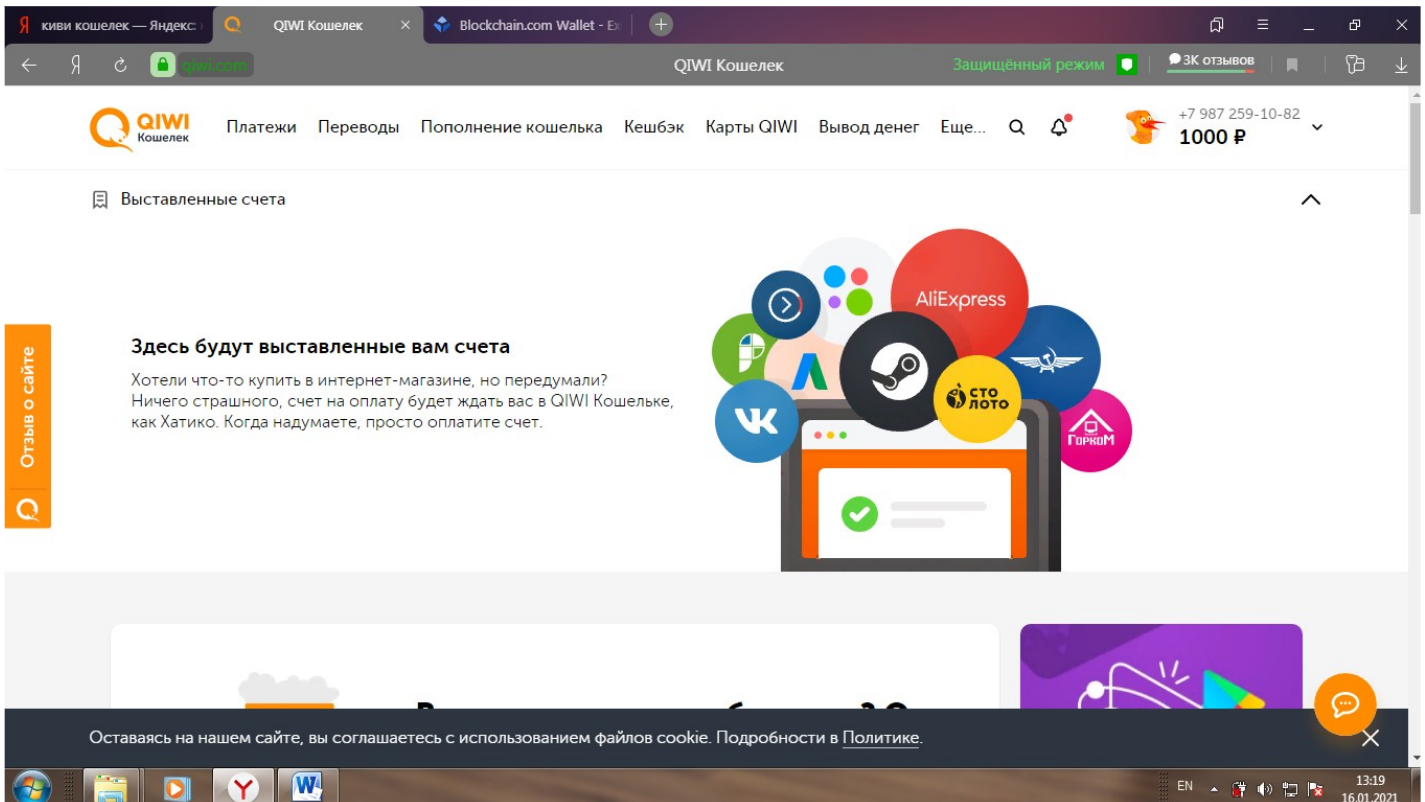 киви кошелек — Яндекс:
QIWI Кошелек
Blockchain.com Wallet - Ex
qiwi.com
QIWI Кошелек
Защищённый режим
3К отзывов
QIWI Кошелек
Платежи Переводы Пополнение кошелька Кешбэк Карты QIWI Вывод денег Еще...
+7 987 259-10-82
1000 ₽
Выставленные счета
AliExpress
Здесь будут выставленные вам счета
Хотели что-то купить в интернет-магазине, но передумали?
Ничего страшного, счет на оплату будет ждать вас в QIWI Кошельке,
как Хатико. Когда надумаете, просто оплатите счет.
СТО
ЛОТО
ГОРКОМ
Отзыв о сайте
Оставаясь на нашем сайте, вы соглашаетесь с использованием файлов cookie. Подробности в Политике.
EN
13:19
16.01.2021